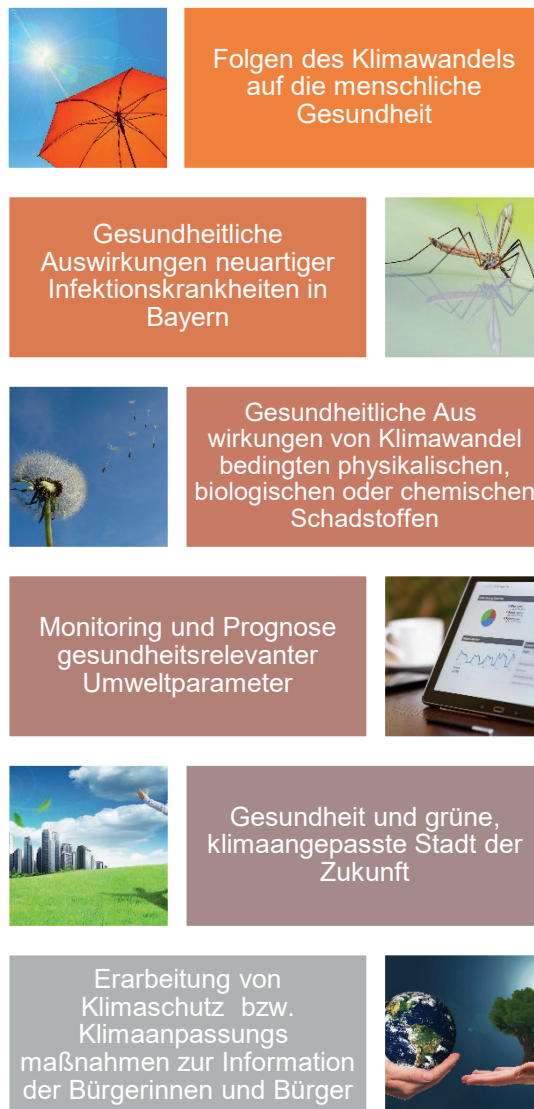 Folgen des Klimawandels
auf die menschliche
Gesundheit
Gesundheitliche
Auswirkungen neuartiger
Infektionskrankheiten in
Bayern
Gesundheitliche Aus
wirkungen von Klimawandel
bedingten physikalischen,
biologischen oder chemischen
Schadstoffen
Monitoring und Prognose
gesundheitsrelevanter
Umweltparameter
Gesundheit und grüne,
klimaangepasste Stadt der
Zukunft
Erarbeitung von
Klimaschutz  bzw.
Klimaanpassungs
maßnahmen zur Information
der Bürgerinnen und Bürger